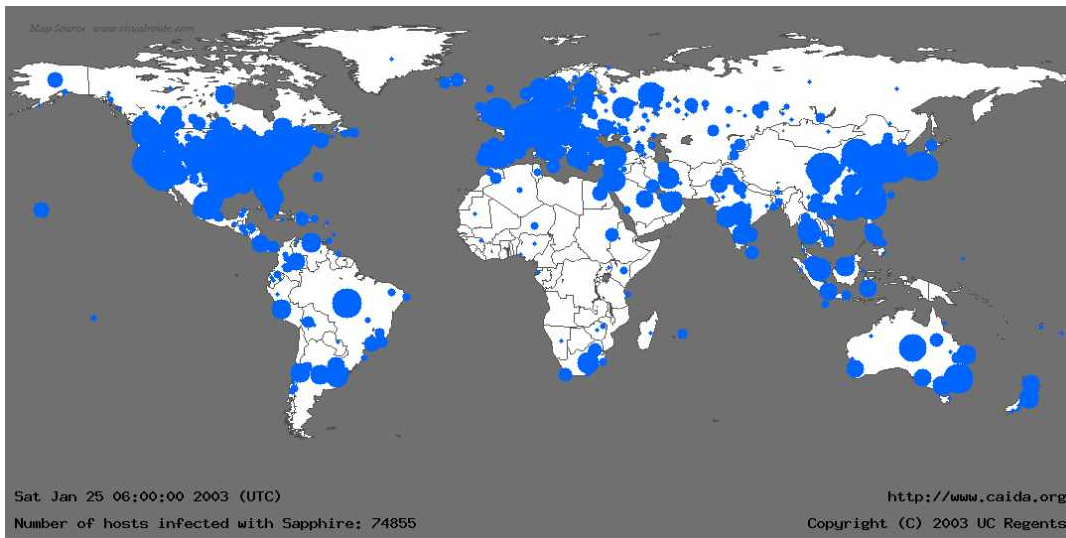 Map Source: www.visualroute.com
Sat Jan 25 06:00:00 2003 (UTC)
http://www.caida.org
Number of hosts infected with Sapphire: 74855
Copyright (C) 2003 UC Regents